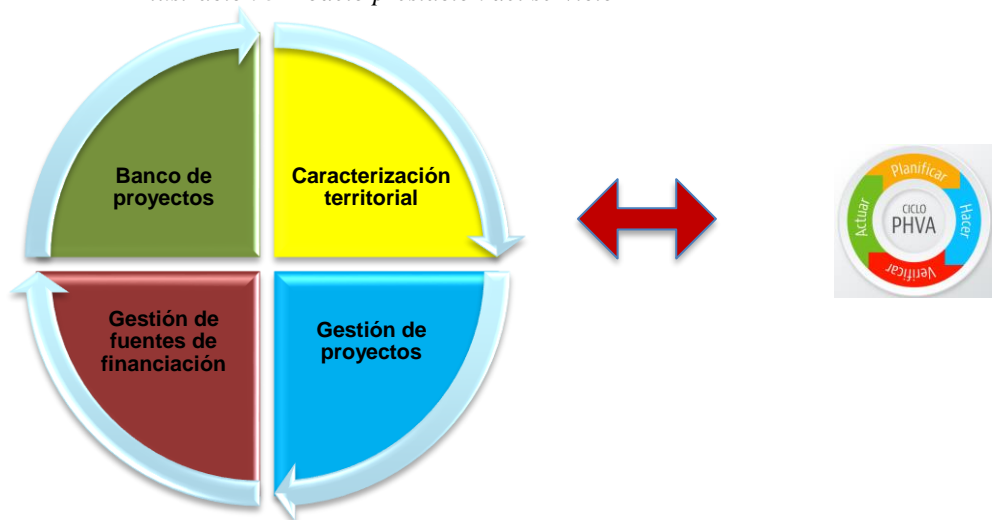 Banco de
proyectos
Caracterización
territorial
Gestión de
fuentes de
financiación
Gestión de
proyectos
Planificar
Hacer
Verificar
Actuar
CICLO
PHVA